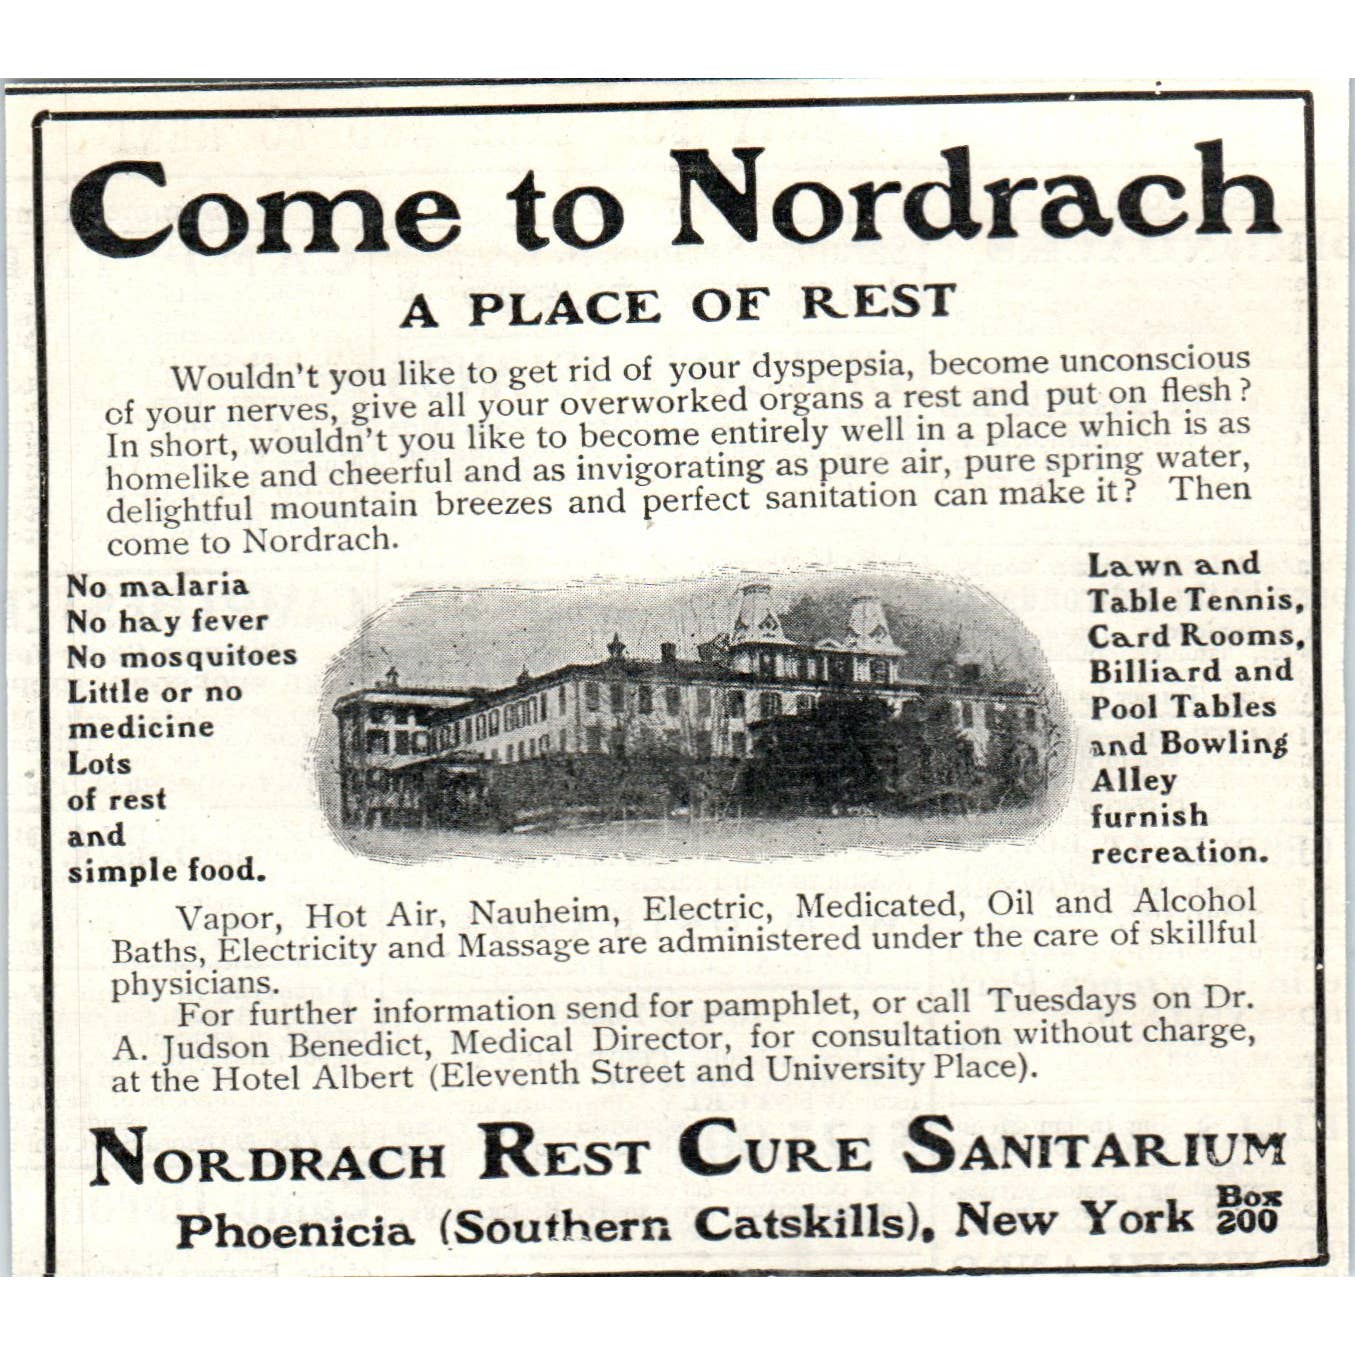 Come to Nordrach
A PLACE OF REST
Wouldn't you like to get rid of your dyspepsia, become unconscious
of your nerves, give all your overworked organs a rest and put on flesh?
In short, wouldn't you like to become entirely well in a place which is as
homelike and cheerful and as invigorating as pure air, pure spring water,
delightful mountain breezes and perfect sanitation can make it? Then
come to Nordrach.
No malaria
No hay fever
No mosquitoes
Little or no
medicine
Lots
of rest
and
simple food.
Lawn and
Table Tennis,
Card Rooms,
Billiard and
Pool Tables
and Bowling
Alley
furnish
recreation.
Vapor, Hot Air, Nauheim, Electric, Medicated, Oil and Alcohol
Baths, Electricity and Massage are administered under the care of skillful
physicians.
For further information send for pamphlet, or call Tuesdays on Dr.
A. Judson Benedict, Medical Director, for consultation without charge,
at the Hotel Albert (Eleventh Street and University Place).
NORDRACH REST CURE SANITARIUM
Phoenicia (Southern Catskills), New York Box 200